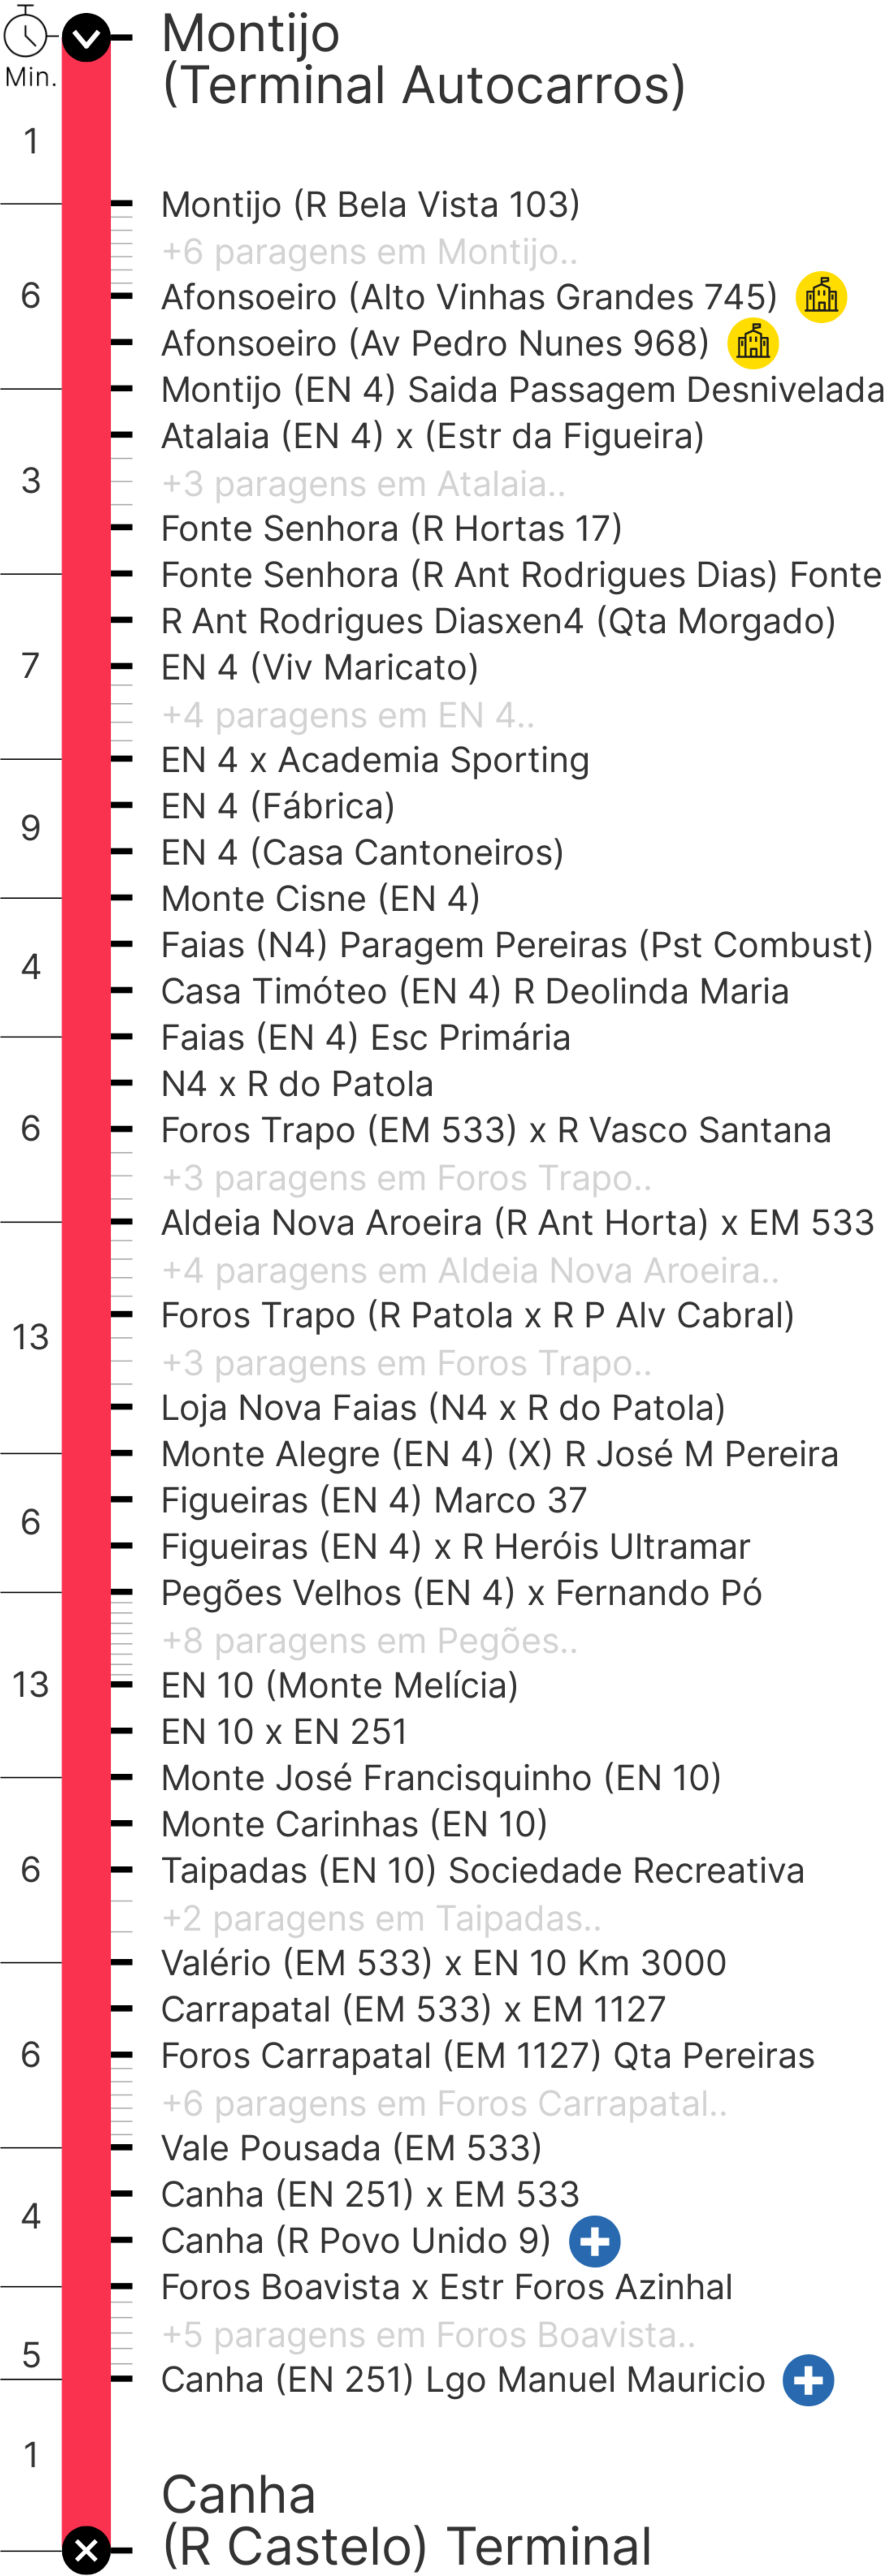 Montijo
(Terminal Autocarros)
Min.
1
Montijo (R Bela Vista 103)
+6 paragens em Montijo..
6
Afonsoeiro (Alto Vinhas Grandes 745)
Afonsoeiro (Av Pedro Nunes 968)
Montijo (EN 4) Saida Passagem Desnivelada
Atalaia (EN 4) x (Estr da Figueira)
3
+3 paragens em Atalaia..
Fonte Senhora (R Hortas 17)
Fonte Senhora (R Ant Rodrigues Dias) Fonte
R Ant Rodrigues Diasxen4 (Qta Morgado)
7
EN 4 (Viv Maricato)
+4 paragens em EN 4..
EN 4 x Academia Sporting
EN 4 (Fábrica)
9
EN 4 (Casa Cantoneiros)
Monte Cisne (EN 4)
Faias (N4) Paragem Pereiras (Pst Combust)
4
Casa Timóteo (EN 4) R Deolinda Maria
Faias (EN 4) Esc Primária
N4 x R do Patola
6
Foros Trapo (EM 533) x R Vasco Santana
+3 paragens em Foros Trapo..
Aldeia Nova Aroeira (R Ant Horta) x EM 533
+4 paragens em Aldeia Nova Aroeira..
Foros Trapo (R Patola x R P Alv Cabral)
13
+3 paragens em Foros Trapo..
Loja Nova Faias (N4 x R do Patola)
Monte Alegre (EN 4) (X) R José M Pereira
Figueiras (EN 4) Marco 37
6
Figueiras (EN 4) x R Heróis Ultramar
Pegões Velhos (EN 4) x Fernando Pó
+8 paragens em Pegões..
13
EN 10 (Monte Melícia)
EN 10 x EN 251
Monte José Francisquinho (EN 10)
Monte Carinhas (EN 10)
6
Taipadas (EN 10) Sociedade Recreativa
+2 paragens em Taipadas..
Valério (EM 533) x EN 10 Km 3000
Carrapatal (EM 533) x EM 1127
6
Foros Carrapatal (EM 1127) Qta Pereiras
+6 paragens em Foros Carrapatal..
Vale Pousada (EM 533)
Canha (EN 251) x EM 533
4
Canha (R Povo Unido 9)
Foros Boavista x Estr Foros Azinhal
+5 paragens em Foros Boavista..
5
Canha (EN 251) Lgo Manuel Mauricio
1
Canha
(R Castelo) Terminal